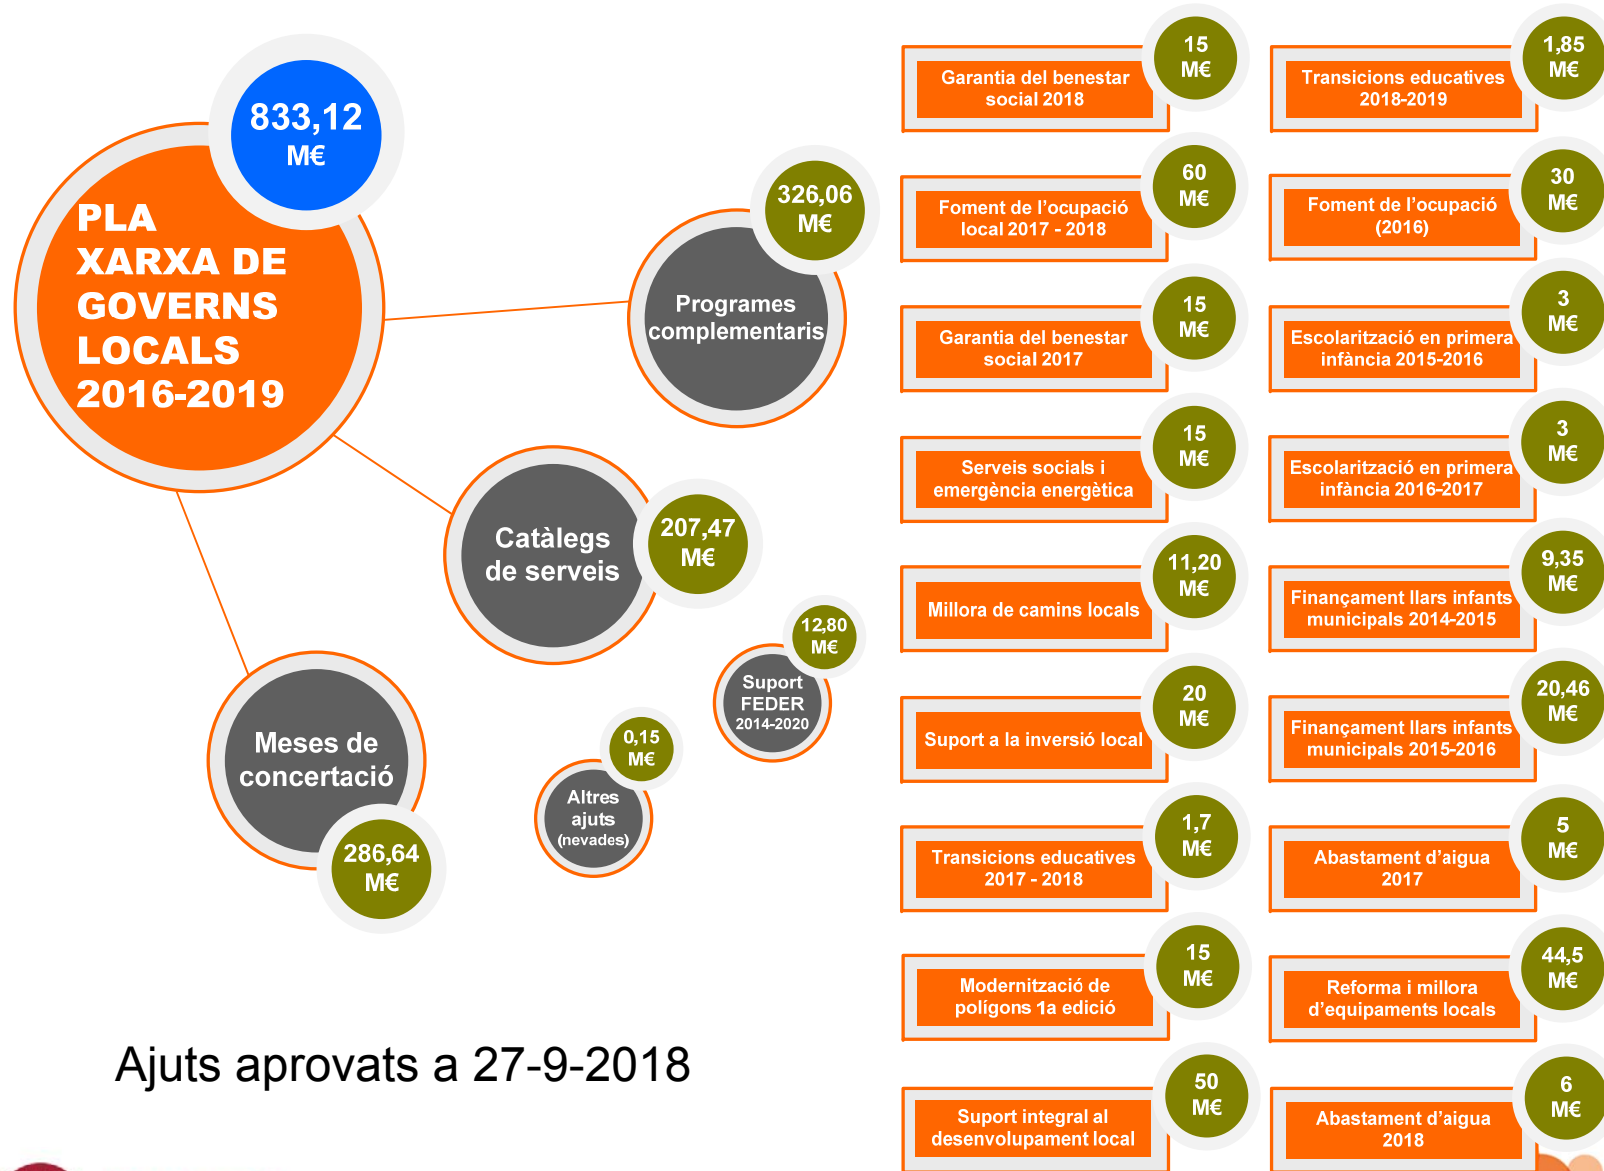 833,12
M€
PLA
XARXA DE
GOVERNS
LOCALS
2016-2019
326,06
M€
Programes
complementaris
Catàlegs
de serveis
207,47
M€
12,80
M€
Suport
FEDER
2014-2020
0,15
M€
Altres
ajuts
(nevades)
Meses de
concertació
286,64
M€
Ajuts aprovats a 27-9-2018
15
M€
Garantia del benestar
social 2018
60
M€
Foment de l’ocupació
local 2017 - 2018
15
M€
Garantia del benestar
social 2017
15
M€
Serveis socials i
emergència energètica
11,20
M€
Millora de camins locals
20
M€
Suport a la inversió local
1,7
M€
Transicions educatives
2017 - 2018
15
M€
Modernització de
polígons 1a edició
50
M€
Suport integral al
desenvolupament local
1,85
M€
Transicions educatives
2018-2019
30
M€
Foment de l’ocupació
(2016)
3
M€
Escolarització en primera
infància 2015-2016
3
M€
Escolarització en primera
infància 2016-2017
9,35
M€
Finançament llars infants
municipals 2014-2015
20,46
M€
Finançament llars infants
municipals 2015-2016
5
M€
Abastament d’aigua
2017
44,5
M€
Reforma i millora
d’equipaments locals
6
M€
Abastament d’aigua
2018